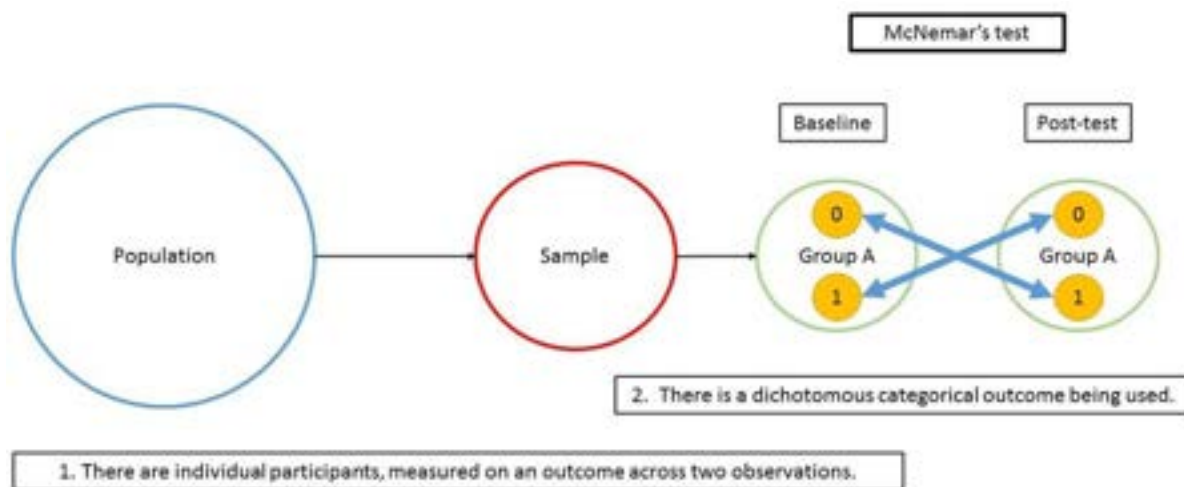 McNemar's test
Baseline
Post-test
Population
Sample
0
Group A
1
0
Group A
1
2. There is a dichotomous categorical outcome being used.
1. There are individual participants, measured on an outcome across two observations.